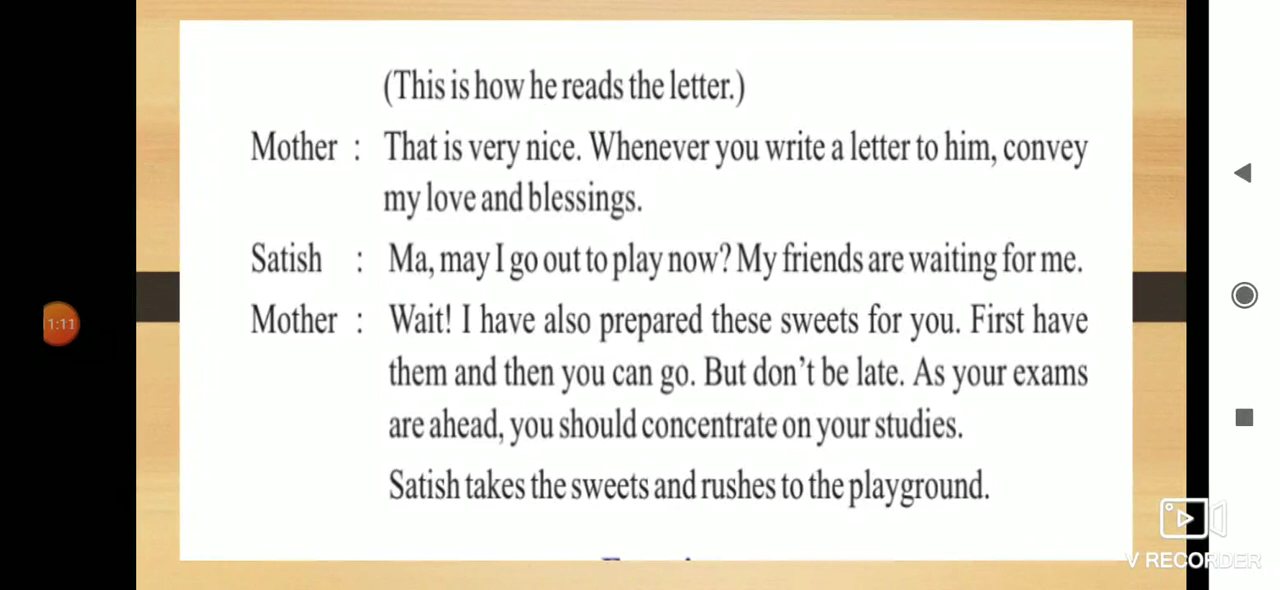 (This is how he reads the letter.)
Mother : That is very nice. Whenever you write a letter to him, convey
my love and blessings.
Satish : Ma, may I go out to play now? My friends are waiting for me.
Mother : Wait! I have also prepared these sweets for you. First have
them and then you can go. But don't be late. As your exams
are ahead, you should concentrate on your studies.
Satish takes the sweets and rushes to the playground.
1:11
V RECORDER